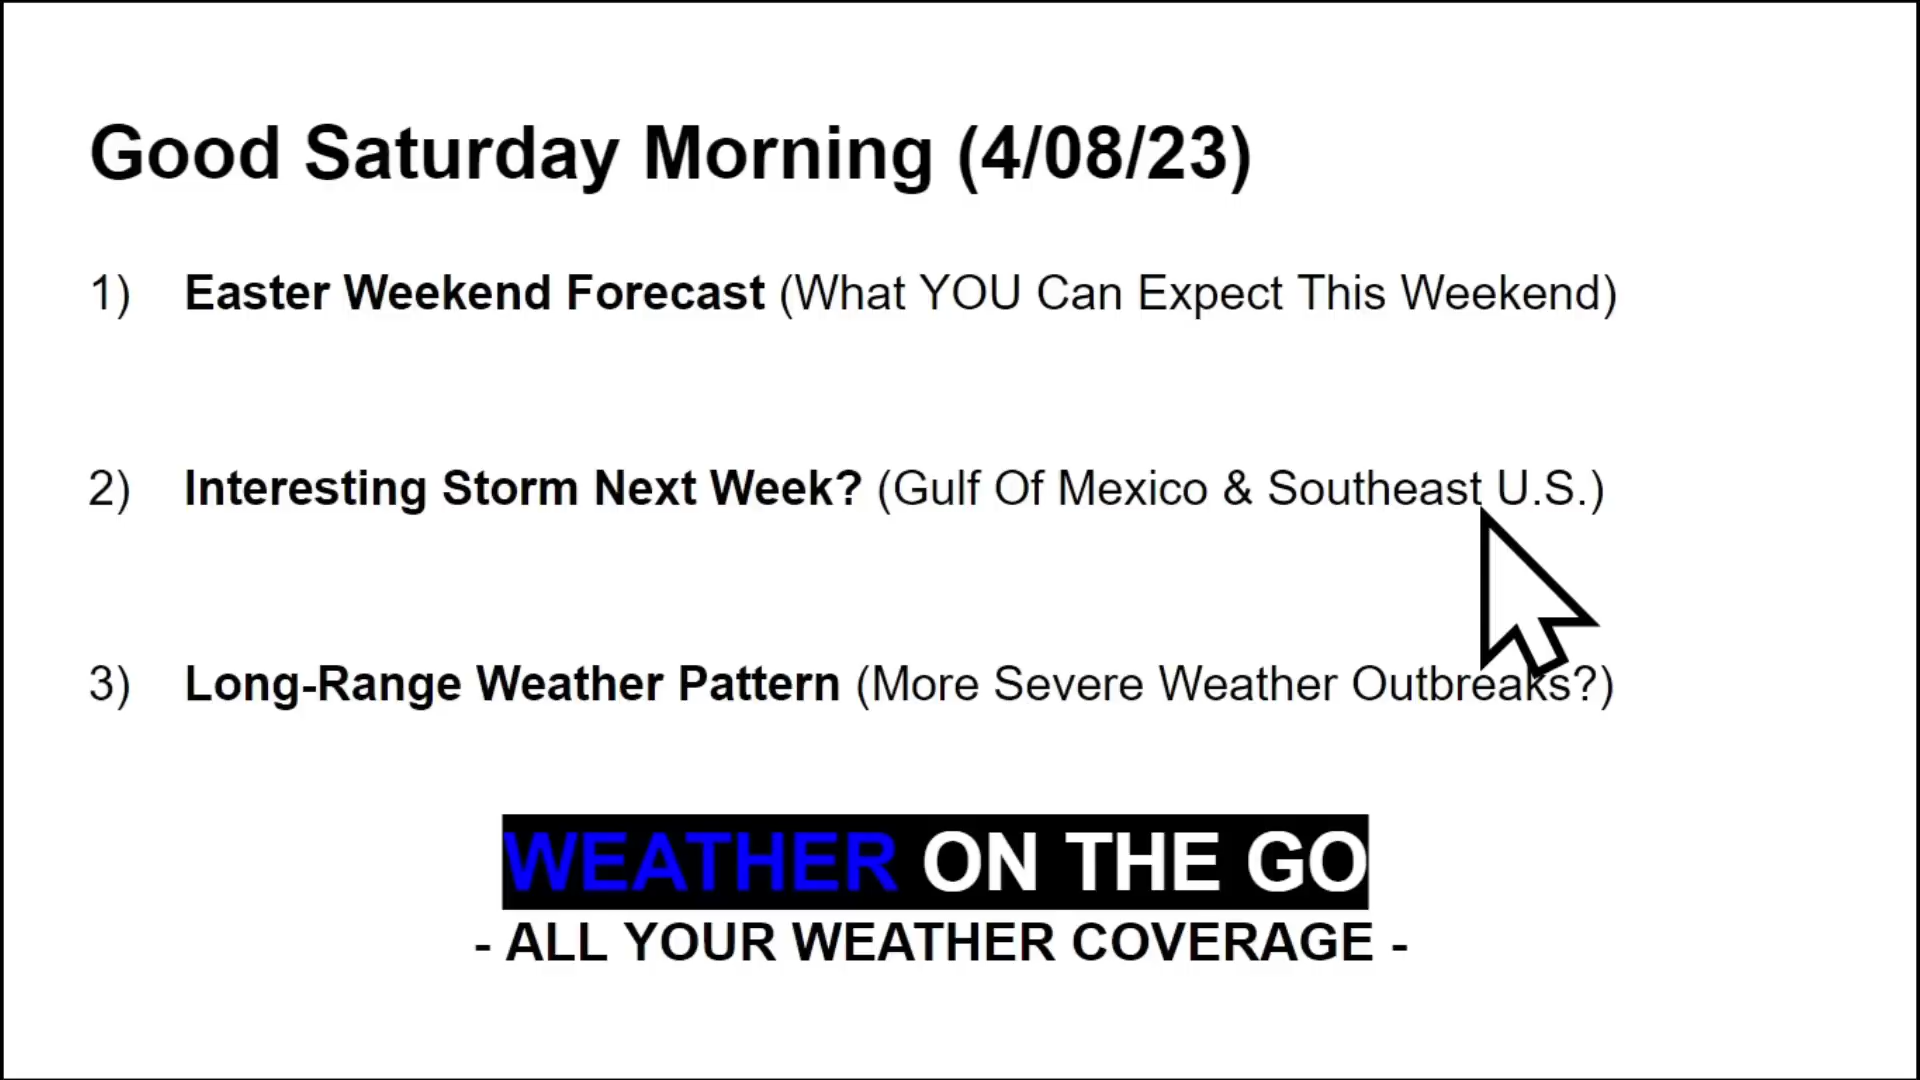 Good Saturday Morning (4/08/23)
1) Easter Weekend Forecast (What YOU Can Expect This Weekend)
2) Interesting Storm Next Week? (Gulf Of Mexico & Southeast U.S.)
3) Long-Range Weather Pattern (More Severe Weather Outbreaks?)
WEATHER ON THE GO
- ALL YOUR WEATHER COVERAGE -